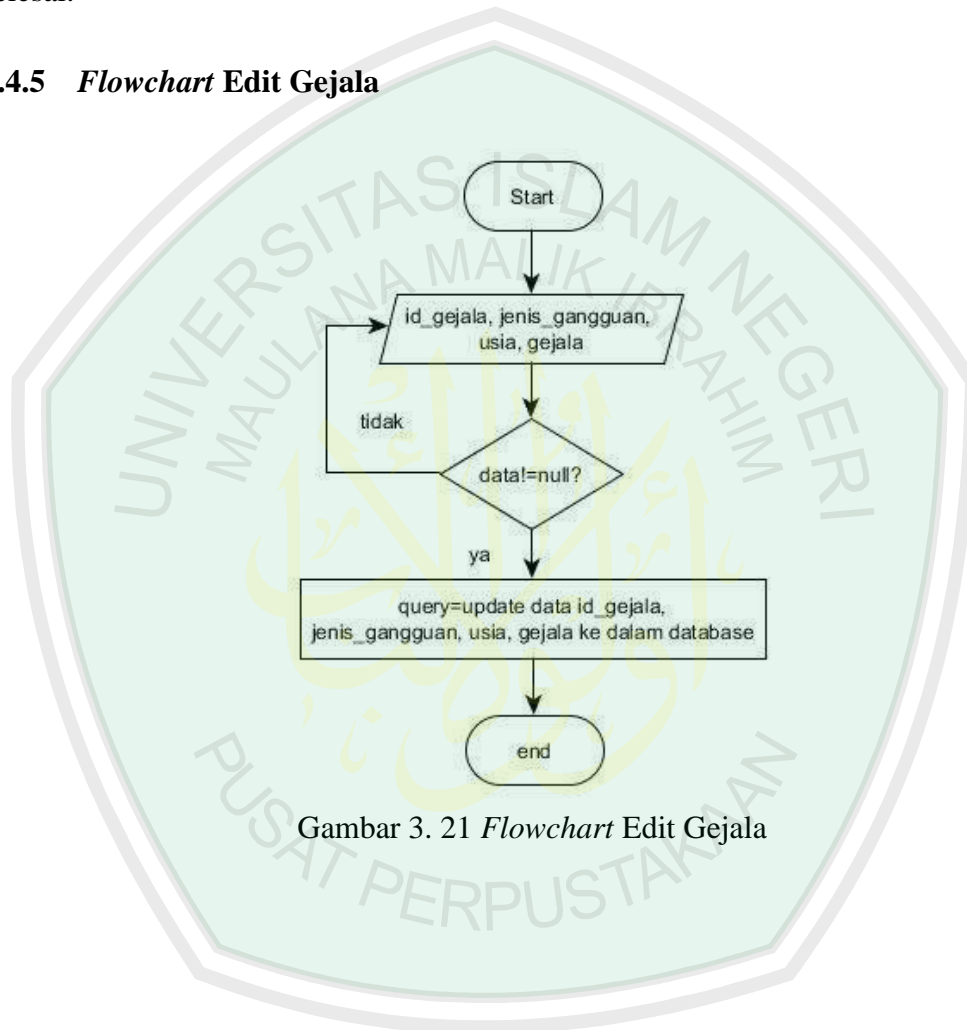 .4.5 Flowchart Edit Gejala
Start
id_gejala, jenis_gangguan,
usia, gejala
tidak
data!=null?
ya
query=update data id_gejala,
jenis_gangguan, usia, gejala ke dalam database
end
Gambar 3. 21 Flowchart Edit Gejala
UNIVERSITAS ISLAM NEGERI
MAULANA MALIK IBRAHIM
PUSAT PERPUSTAKAAN